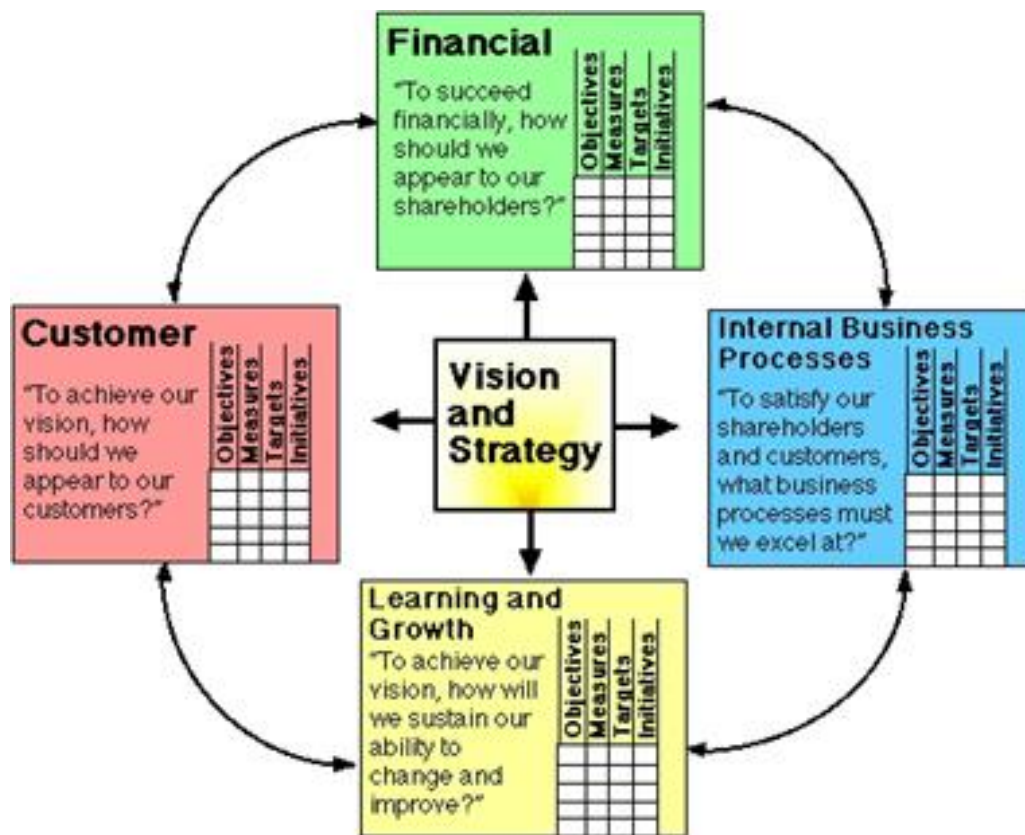 Financial
"To succeed
financially, how
should we
appear to our
shareholders?"
Objectives
Measures
Targets
Initiatives
Customer
"To achieve our
vision, how
should we
appear to our
customers?"
Objectives
Measures
Targets
Initiatives
Vision
and
Strategy
Internal Business
Processes
"To satisfy our
shareholders
and customers,
what business
processes must
we excel at?"
Objectives
Measures
Targets
Initiatives
Learning and
Growth
"To achieve our
vision, how will
we sustain our
ability to
change and
improve?"
Objectives
Measures
Targets
Initiatives